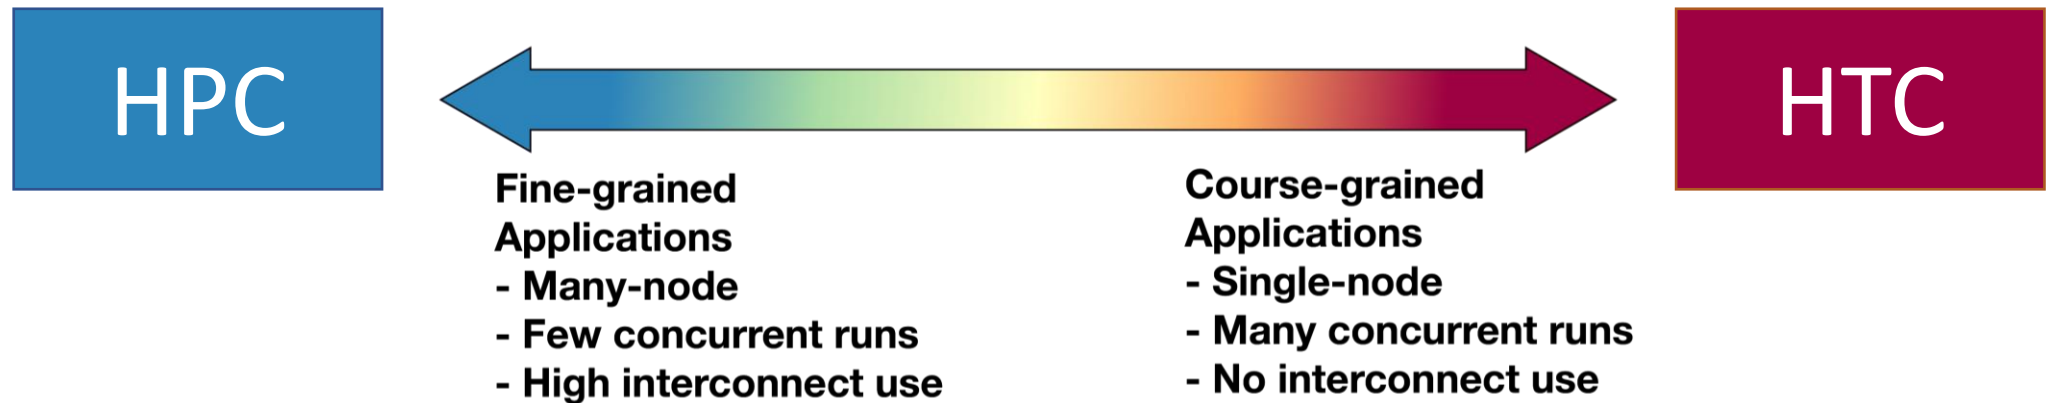 HPC
HTC
Fine-grained
Applications
- Many-node
- Few concurrent runs
- High interconnect use
Course-grained
Applications
- Single-node
- Many concurrent runs
- No interconnect use